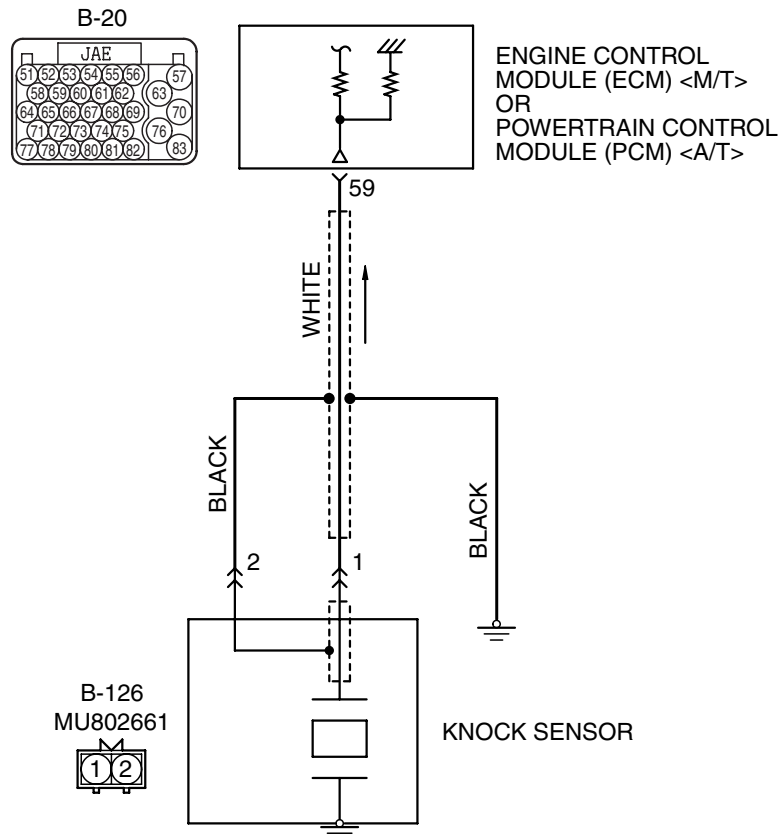 B-20
JAE
51 52 53 54 55 56 57
58 59 60 61 62 63
64 65 66 67 68 69 70
71 72 73 74 75 76
77 78 79 80 81 82 83
ENGINE CONTROL
MODULE (ECM) <M/T>
OR
POWERTRAIN CONTROL
MODULE (PCM) <A/T>
59
WHITE
BLACK
BLACK
2
1
B-126
MU802661
1 2
KNOCK SENSOR